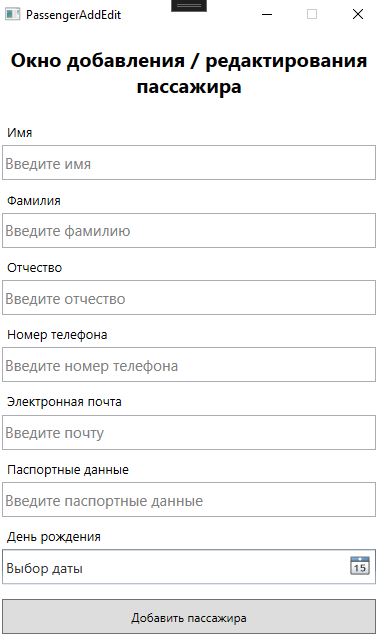 PassengerAddEdit
Окно добавления / редактирования
пассажира
Имя
Введите имя
Фамилия
Введите фамилию
Отчество
Введите отчество
Номер телефона
Введите номер телефона
Электронная почта
Введите почту
Паспортные данные
Введите паспортные данные
День рождения
Выбор даты
15
Добавить пассажира